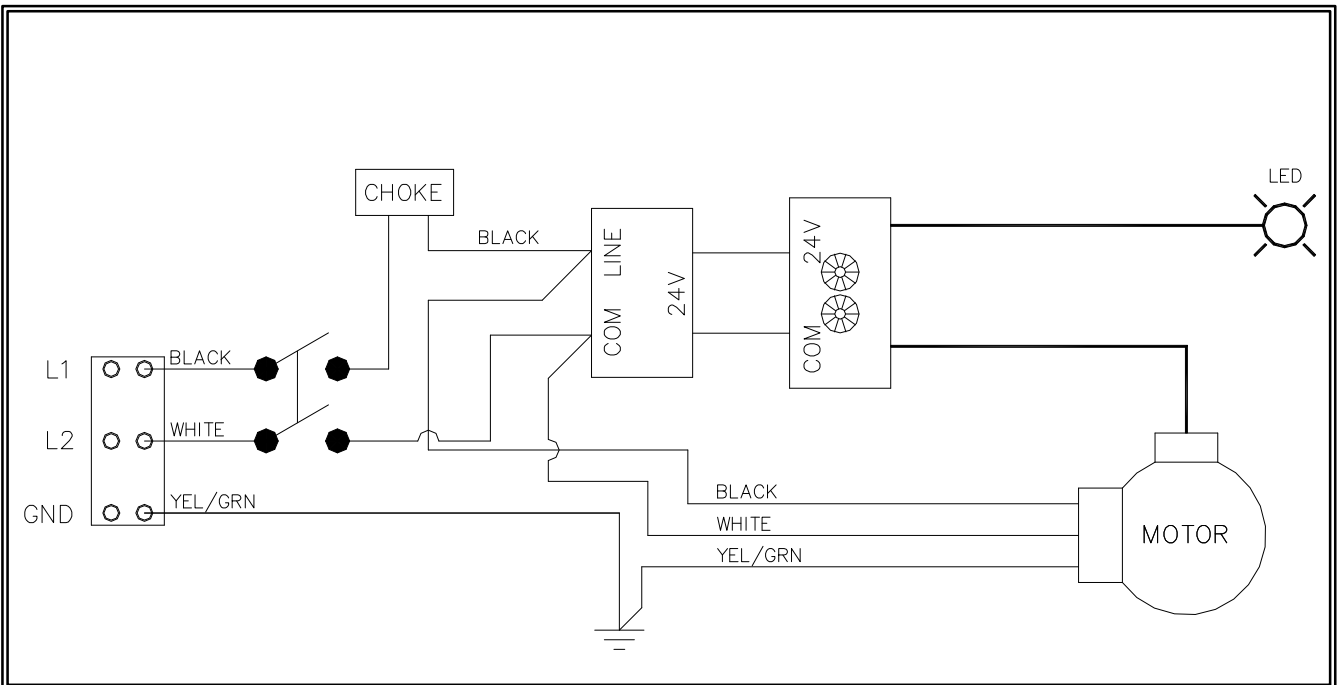 LED
CHOKE
BLACK
LINE
COM
24V
24V
COM
L1
BLACK
L2
WHITE
GND
YEL/GRN
BLACK
WHITE
YEL/GRN
MOTOR